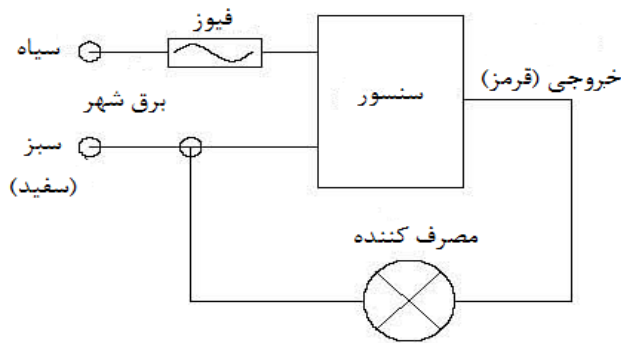 فیوز
سیاه
سنسور
خروجی (قرمز)
برق شهر
سبز
(سفید)
مصرف کننده